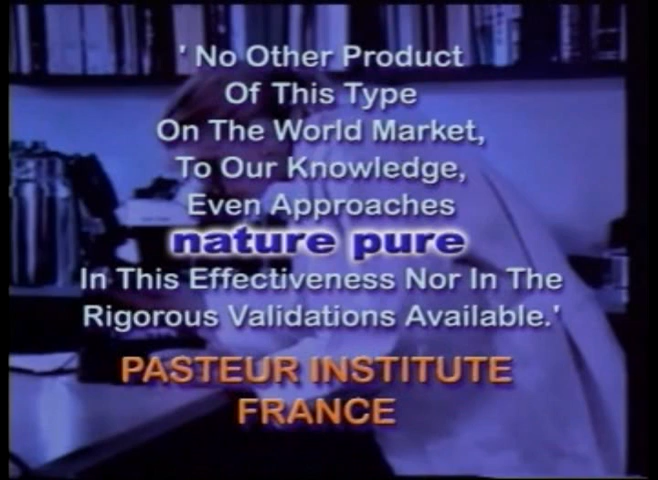 ' No Other Product
Of This Type
On The World Market,
To Our Knowledge,
Even Approaches
nature pure
In This Effectiveness Nor In The
Rigorous Validations Available.'
PASTEUR INSTITUTE
FRANCE